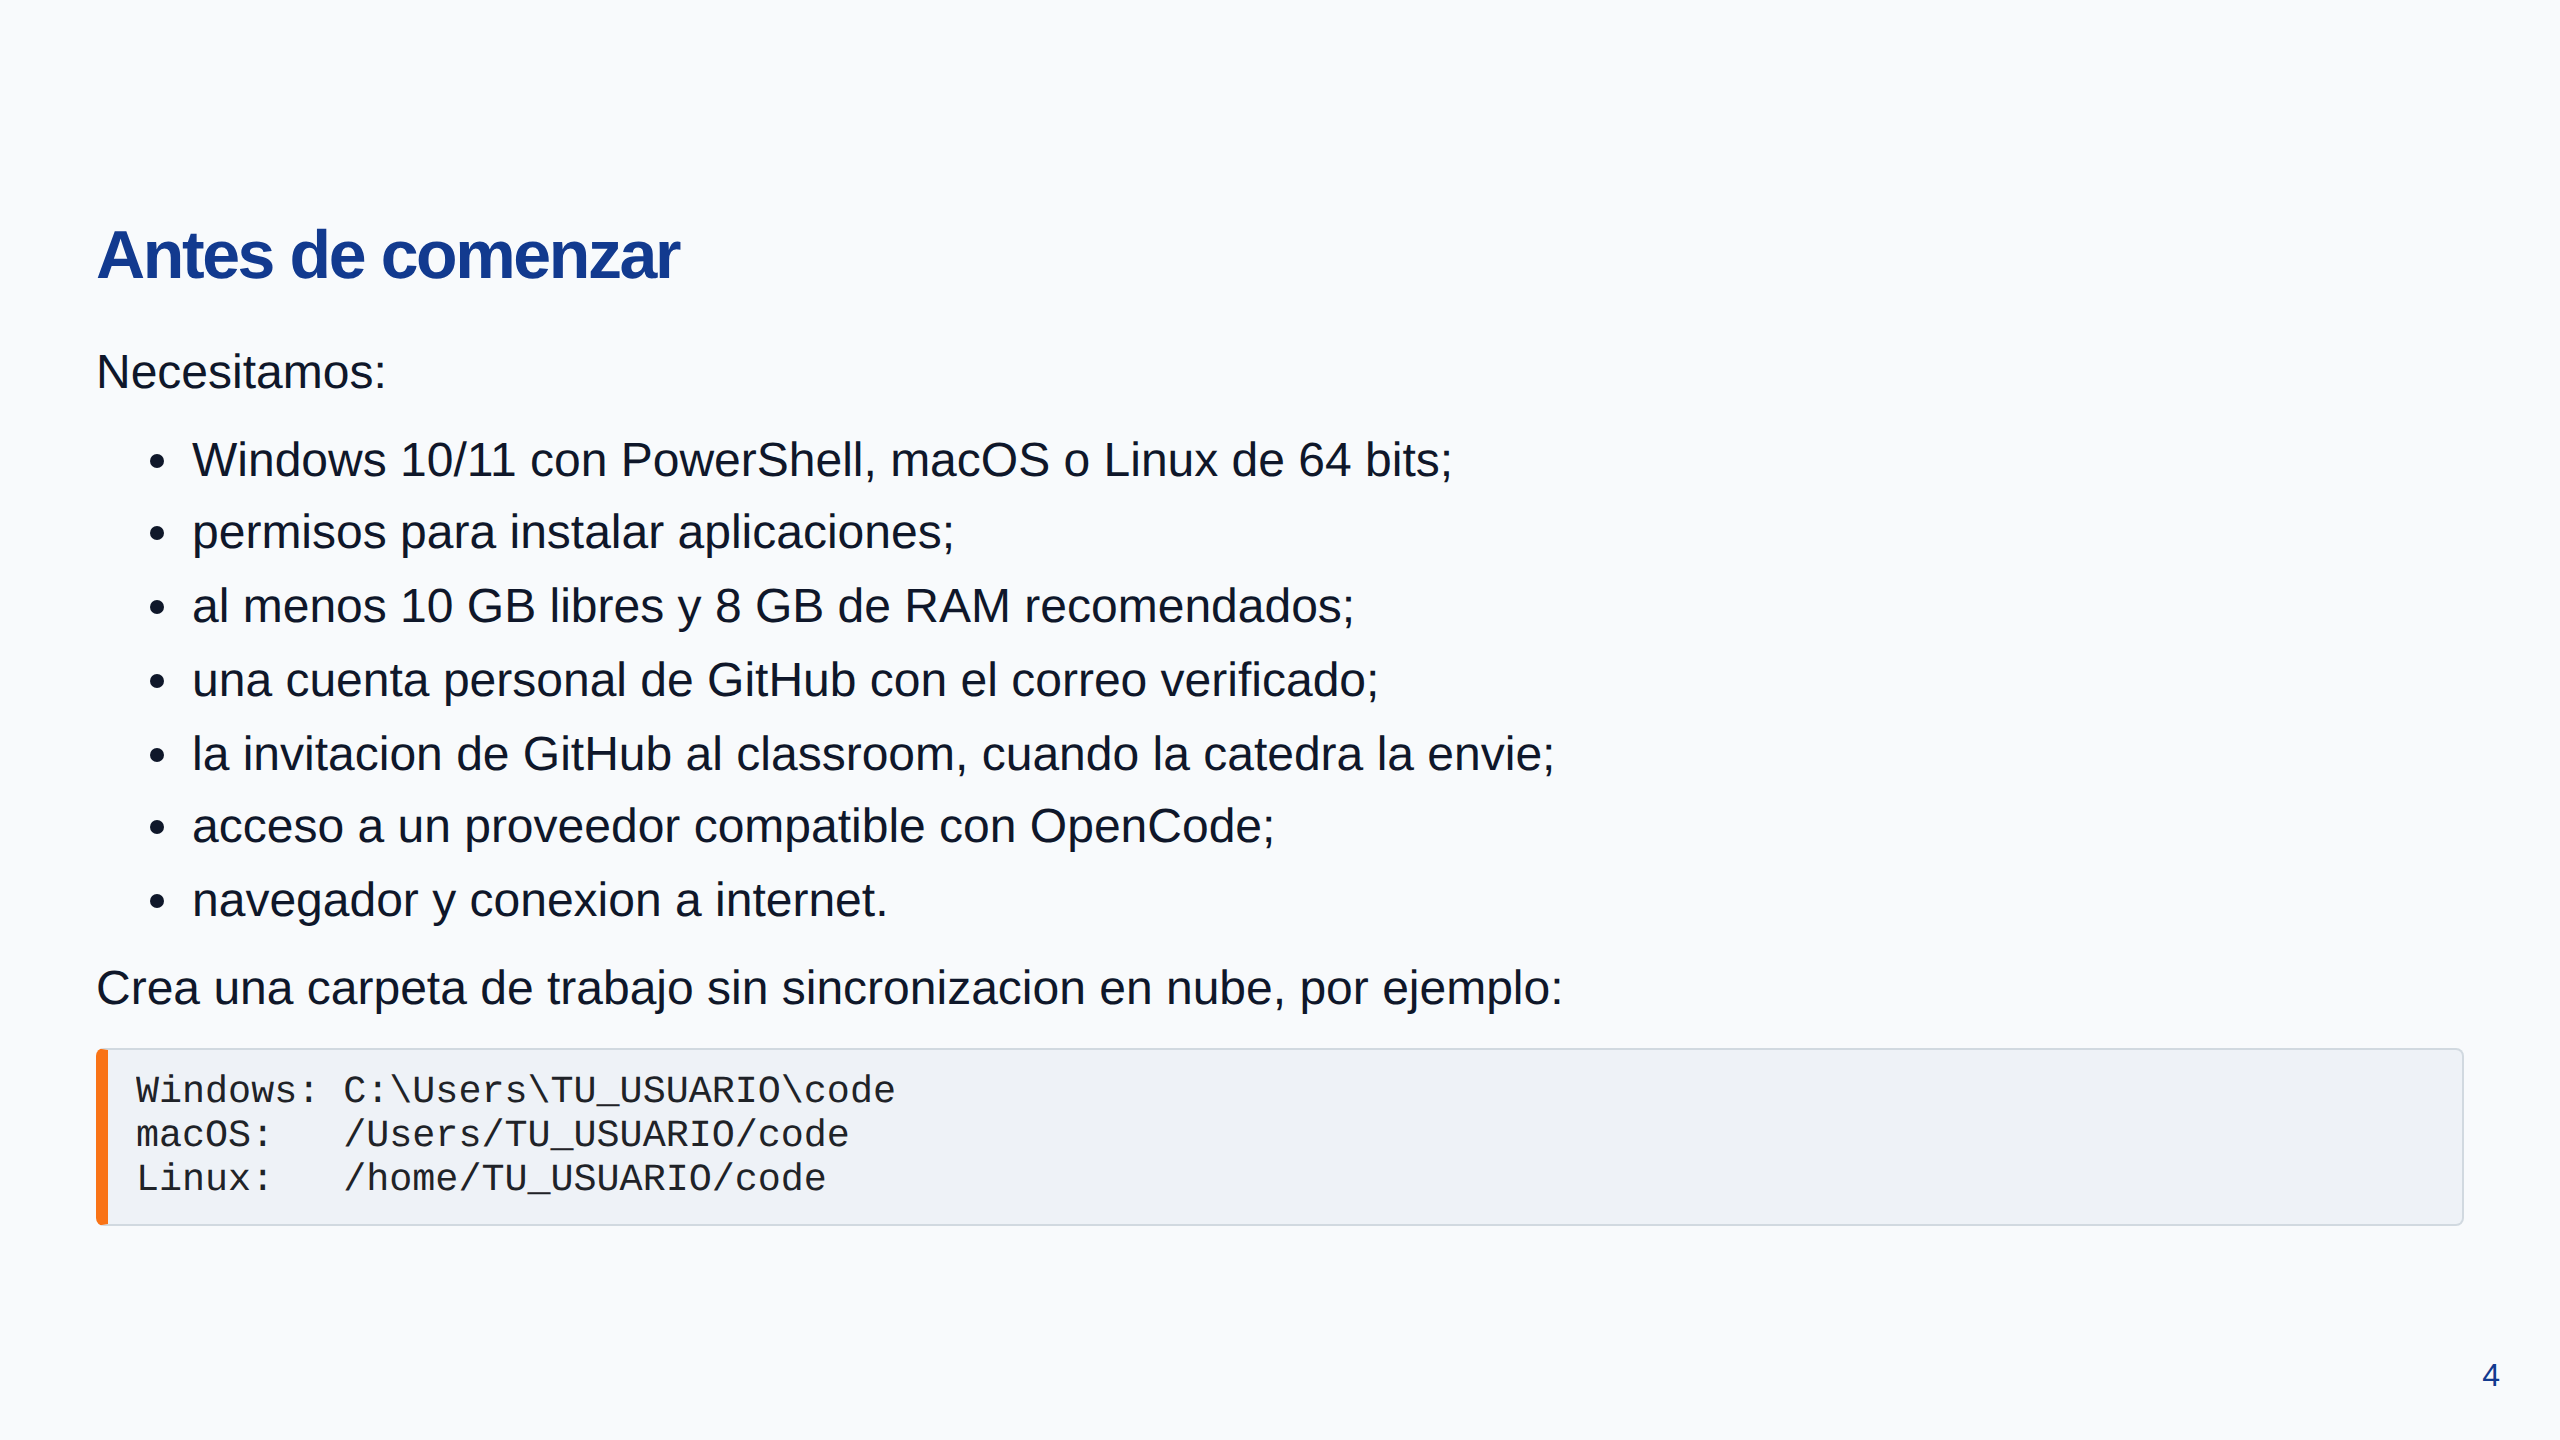 Antes de comenzar
Necesitamos:
• Windows 10/11 con PowerShell, macOS o Linux de 64 bits;
• permisos para instalar aplicaciones;
• al menos 10 GB libres y 8 GB de RAM recomendados;
• una cuenta personal de GitHub con el correo verificado;
• la invitacion de GitHub al classroom, cuando la catedra la envie;
• acceso a un proveedor compatible con OpenCode;
• navegador y conexion a internet.
Crea una carpeta de trabajo sin sincronizacion en nube, por ejemplo:
Windows: C:\Users\TU_USUARIO\code
macOS:   /Users/TU_USUARIO/code
Linux:   /home/TU_USUARIO/code
4